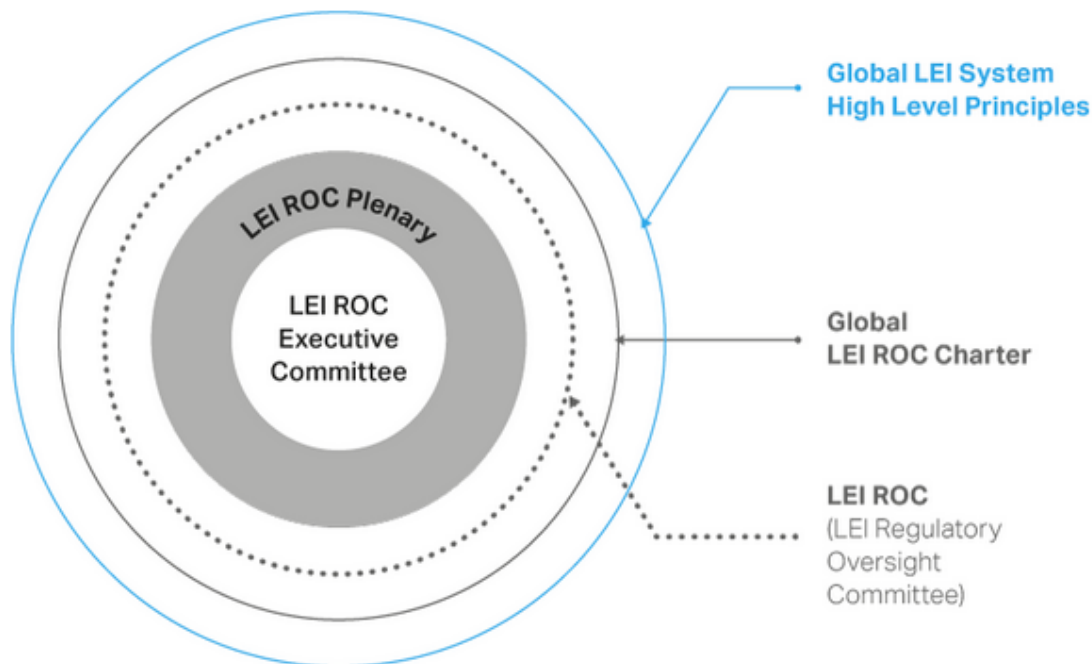 Global LEI System
High Level Principles
LEI ROC Plenary
LEI ROC
Executive
Committee
Global
LEI ROC Charter
LEI ROC
(LEI Regulatory
Oversight
Committee)